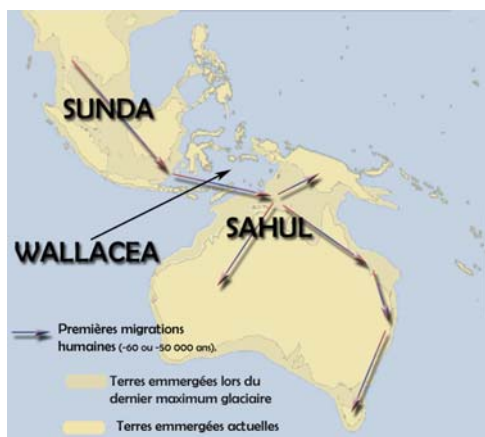 SUNDA
WALLACEA
SAHUL
Premières migrations
humaines (-60 ou -50 000 ans).
Terres emmergées lors du
dernier maximum glaciaire
Terres emmergées actuelles